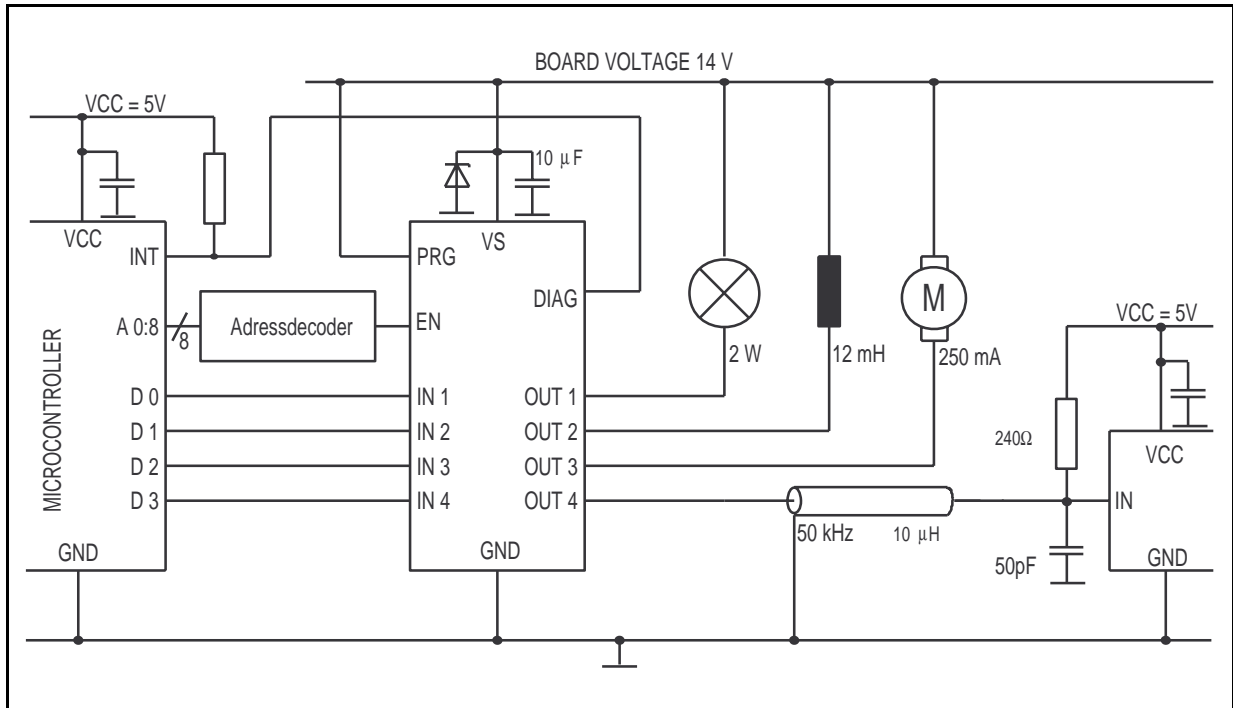 BOARD VOLTAGE 14 V
VCC = 5V
10 µF
VCC
VS
INT
PRG
DIAG
A 0:8
8
Adressdecoder
EN
M
VCC = 5V
2 W
12 mH
250 mA
MICROCONTROLLER
D 0
IN 1
OUT 1
D 1
IN 2
OUT 2
240Ω
VCC
D 2
IN 3
OUT 3
D 3
IN 4
OUT 4
IN
50 kHz
10 µH
GND
GND
50pF
GND